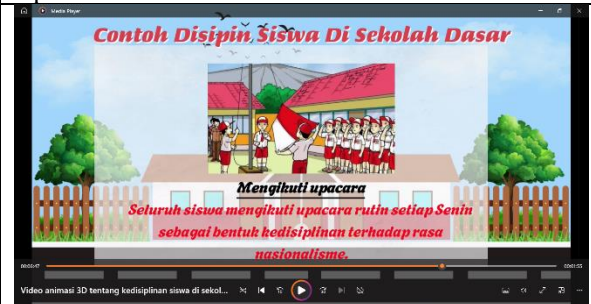 Media Player
Contoh Disipin Siswa Di Sekolah Dasar
Mengikuti upacara
Seluruh siswa mengikuti upacara rutin setiap Senin
sebagai bentuk kedisiplinan terhadap rasa
nasionalisme.
Video animasi 3D tentang kedisiplinan siswa di sekol...